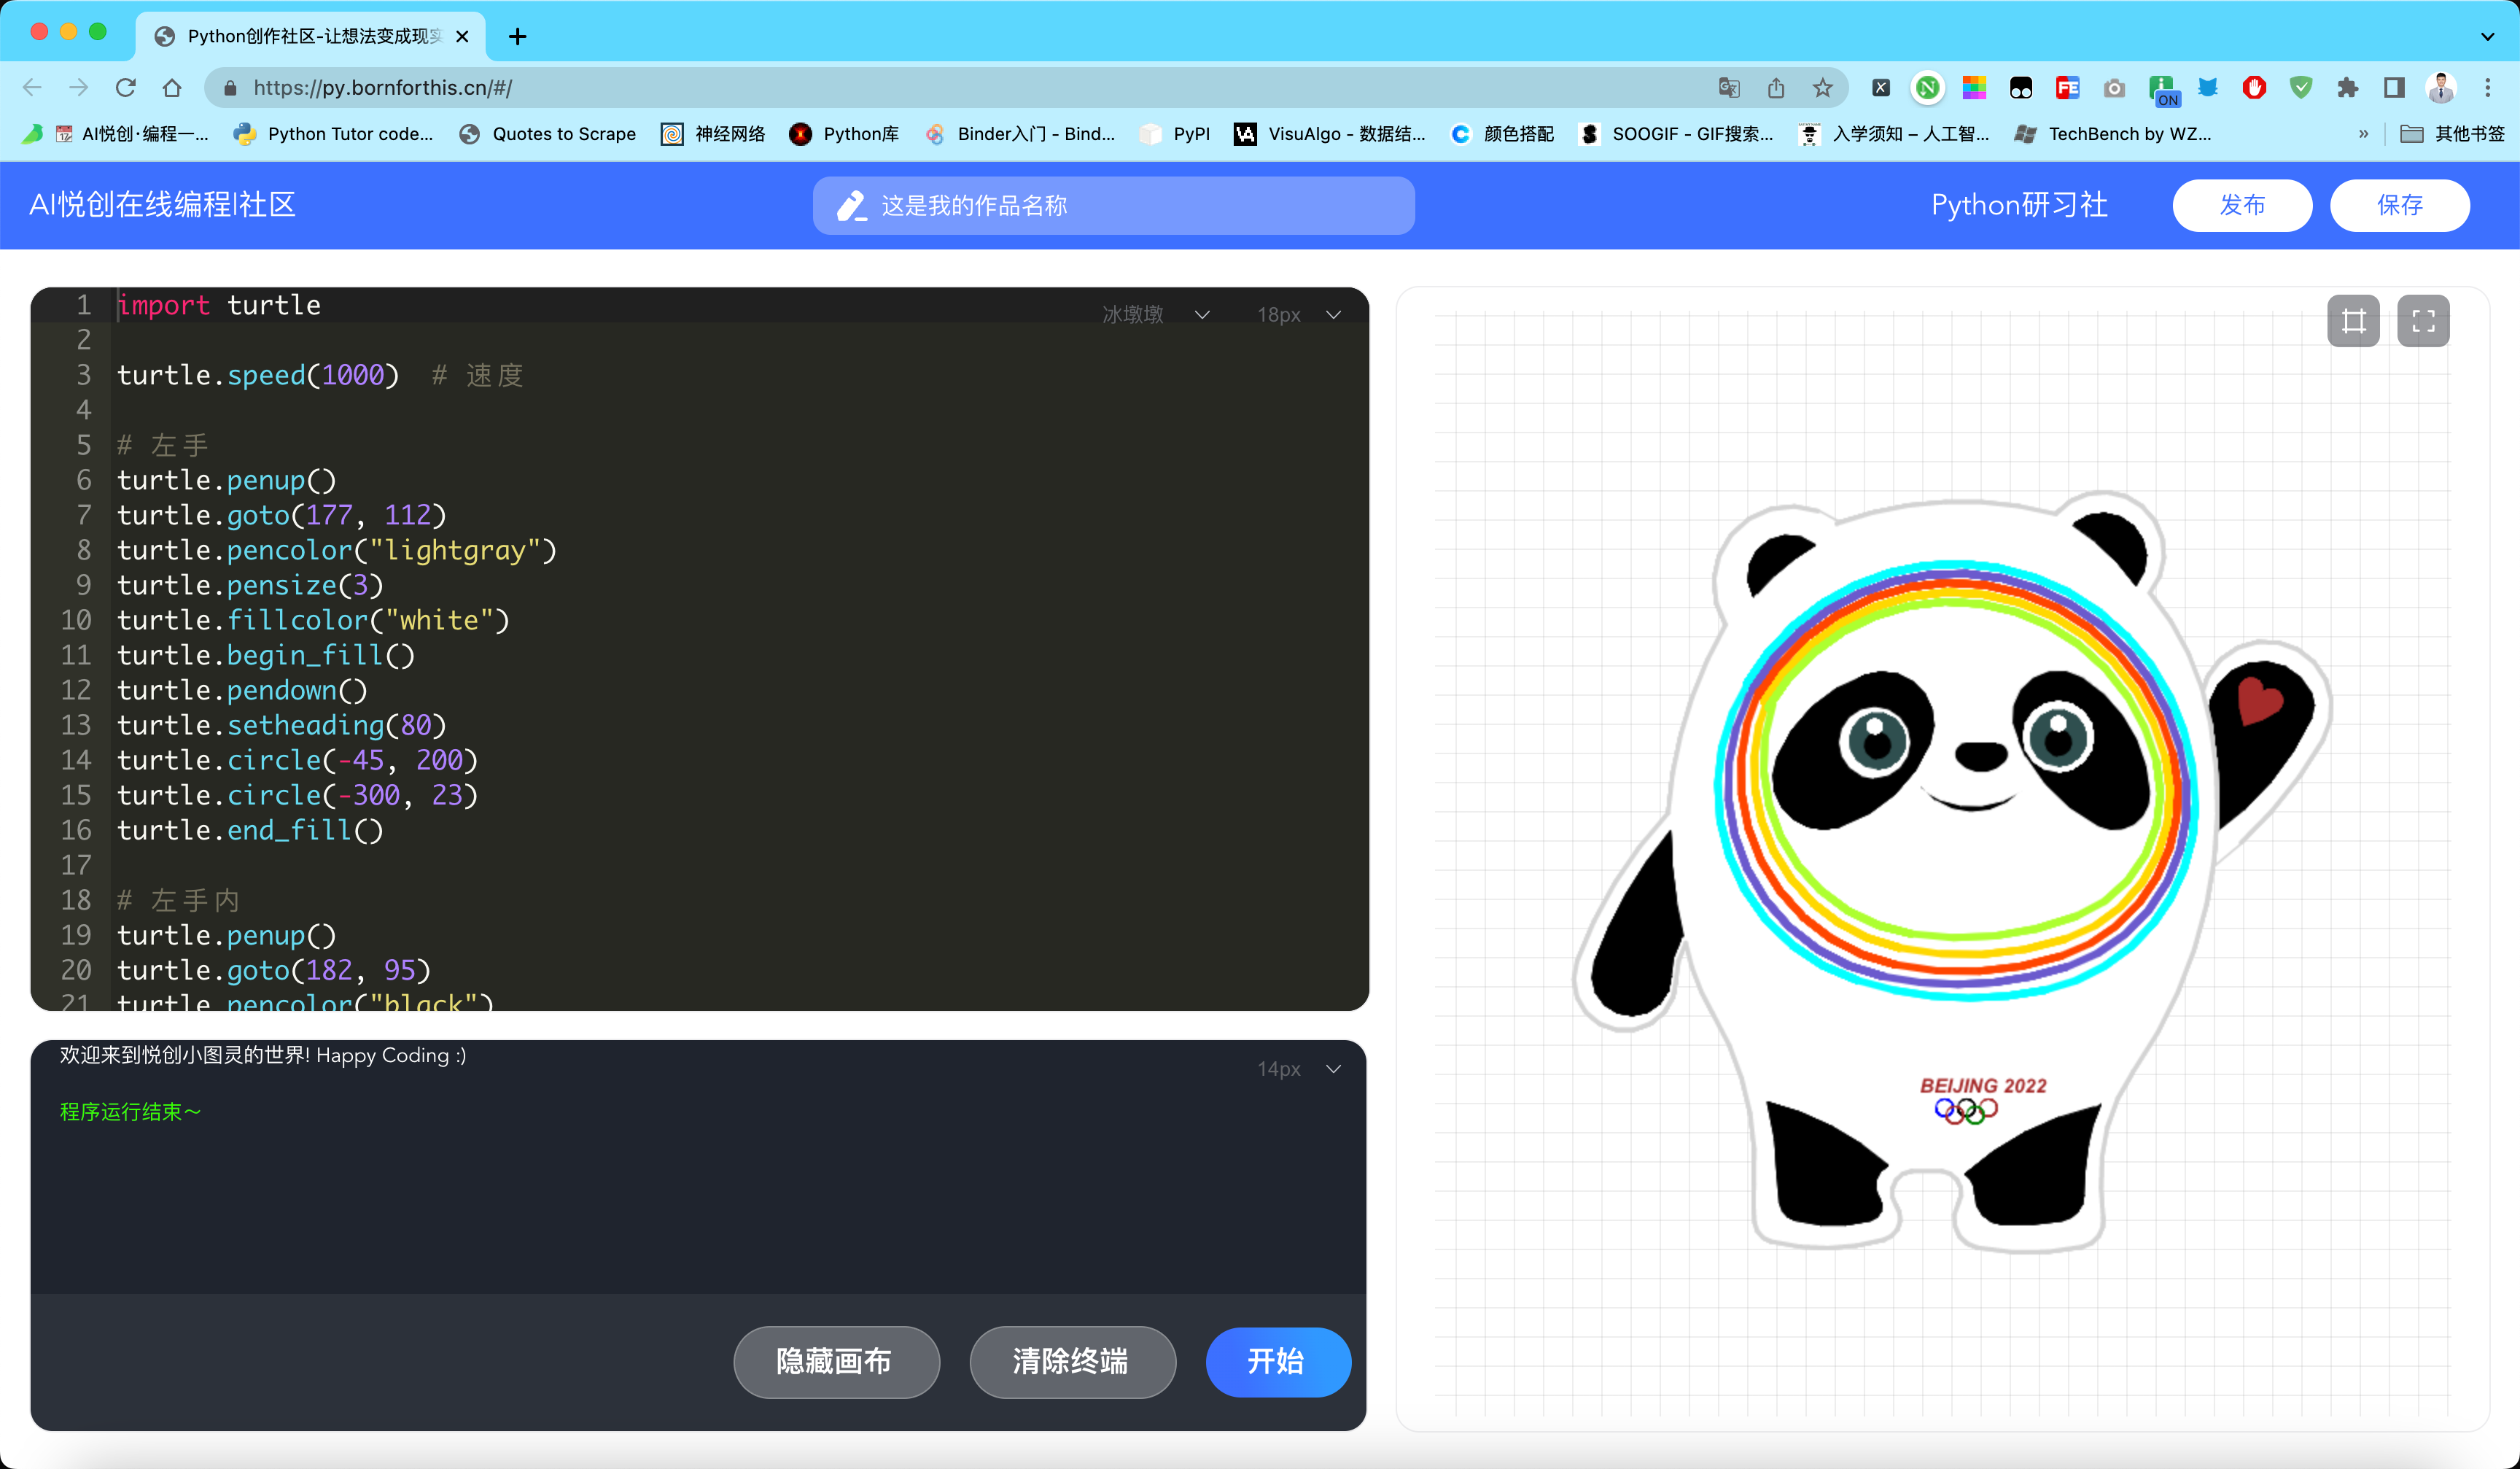 Python创作社区-让想法变成现实
https://py.bornforthis.cn/#/
ON
AI悦创·编程一...
Python Tutor code...
Quotes to Scrape
神经网络
Python库
Binder入门 - Bind...
PyPI
VisuAlgo - 数据结...
颜色搭配
SOOGIF - GIF搜索...
入学须知 – 人工智...
TechBench by WZ...
»
其他书签
AI悦创在线编程|社区
这是我的作品名称
Python研习社
发布
保存
冰墩墩
18px
1 import turtle
2
3 turtle.speed(1000)  # 速度
4
5 # 左手
6 turtle.penup()
7 turtle.goto(177, 112)
8 turtle.pencolor("lightgray")
9 turtle.pensize(3)
10 turtle.fillcolor("white")
11 turtle.begin_fill()
12 turtle.pendown()
13 turtle.setheading(80)
14 turtle.circle(-45, 200)
15 turtle.circle(-300, 23)
16 turtle.end_fill()
17
18 # 左手内
19 turtle.penup()
20 turtle.goto(182, 95)
21 turtle.pencolor("black")
欢迎来到悦创小图灵的世界! Happy Coding :)
14px
程序运行结束～
隐藏画布
清除终端
开始
BEIJING 2022